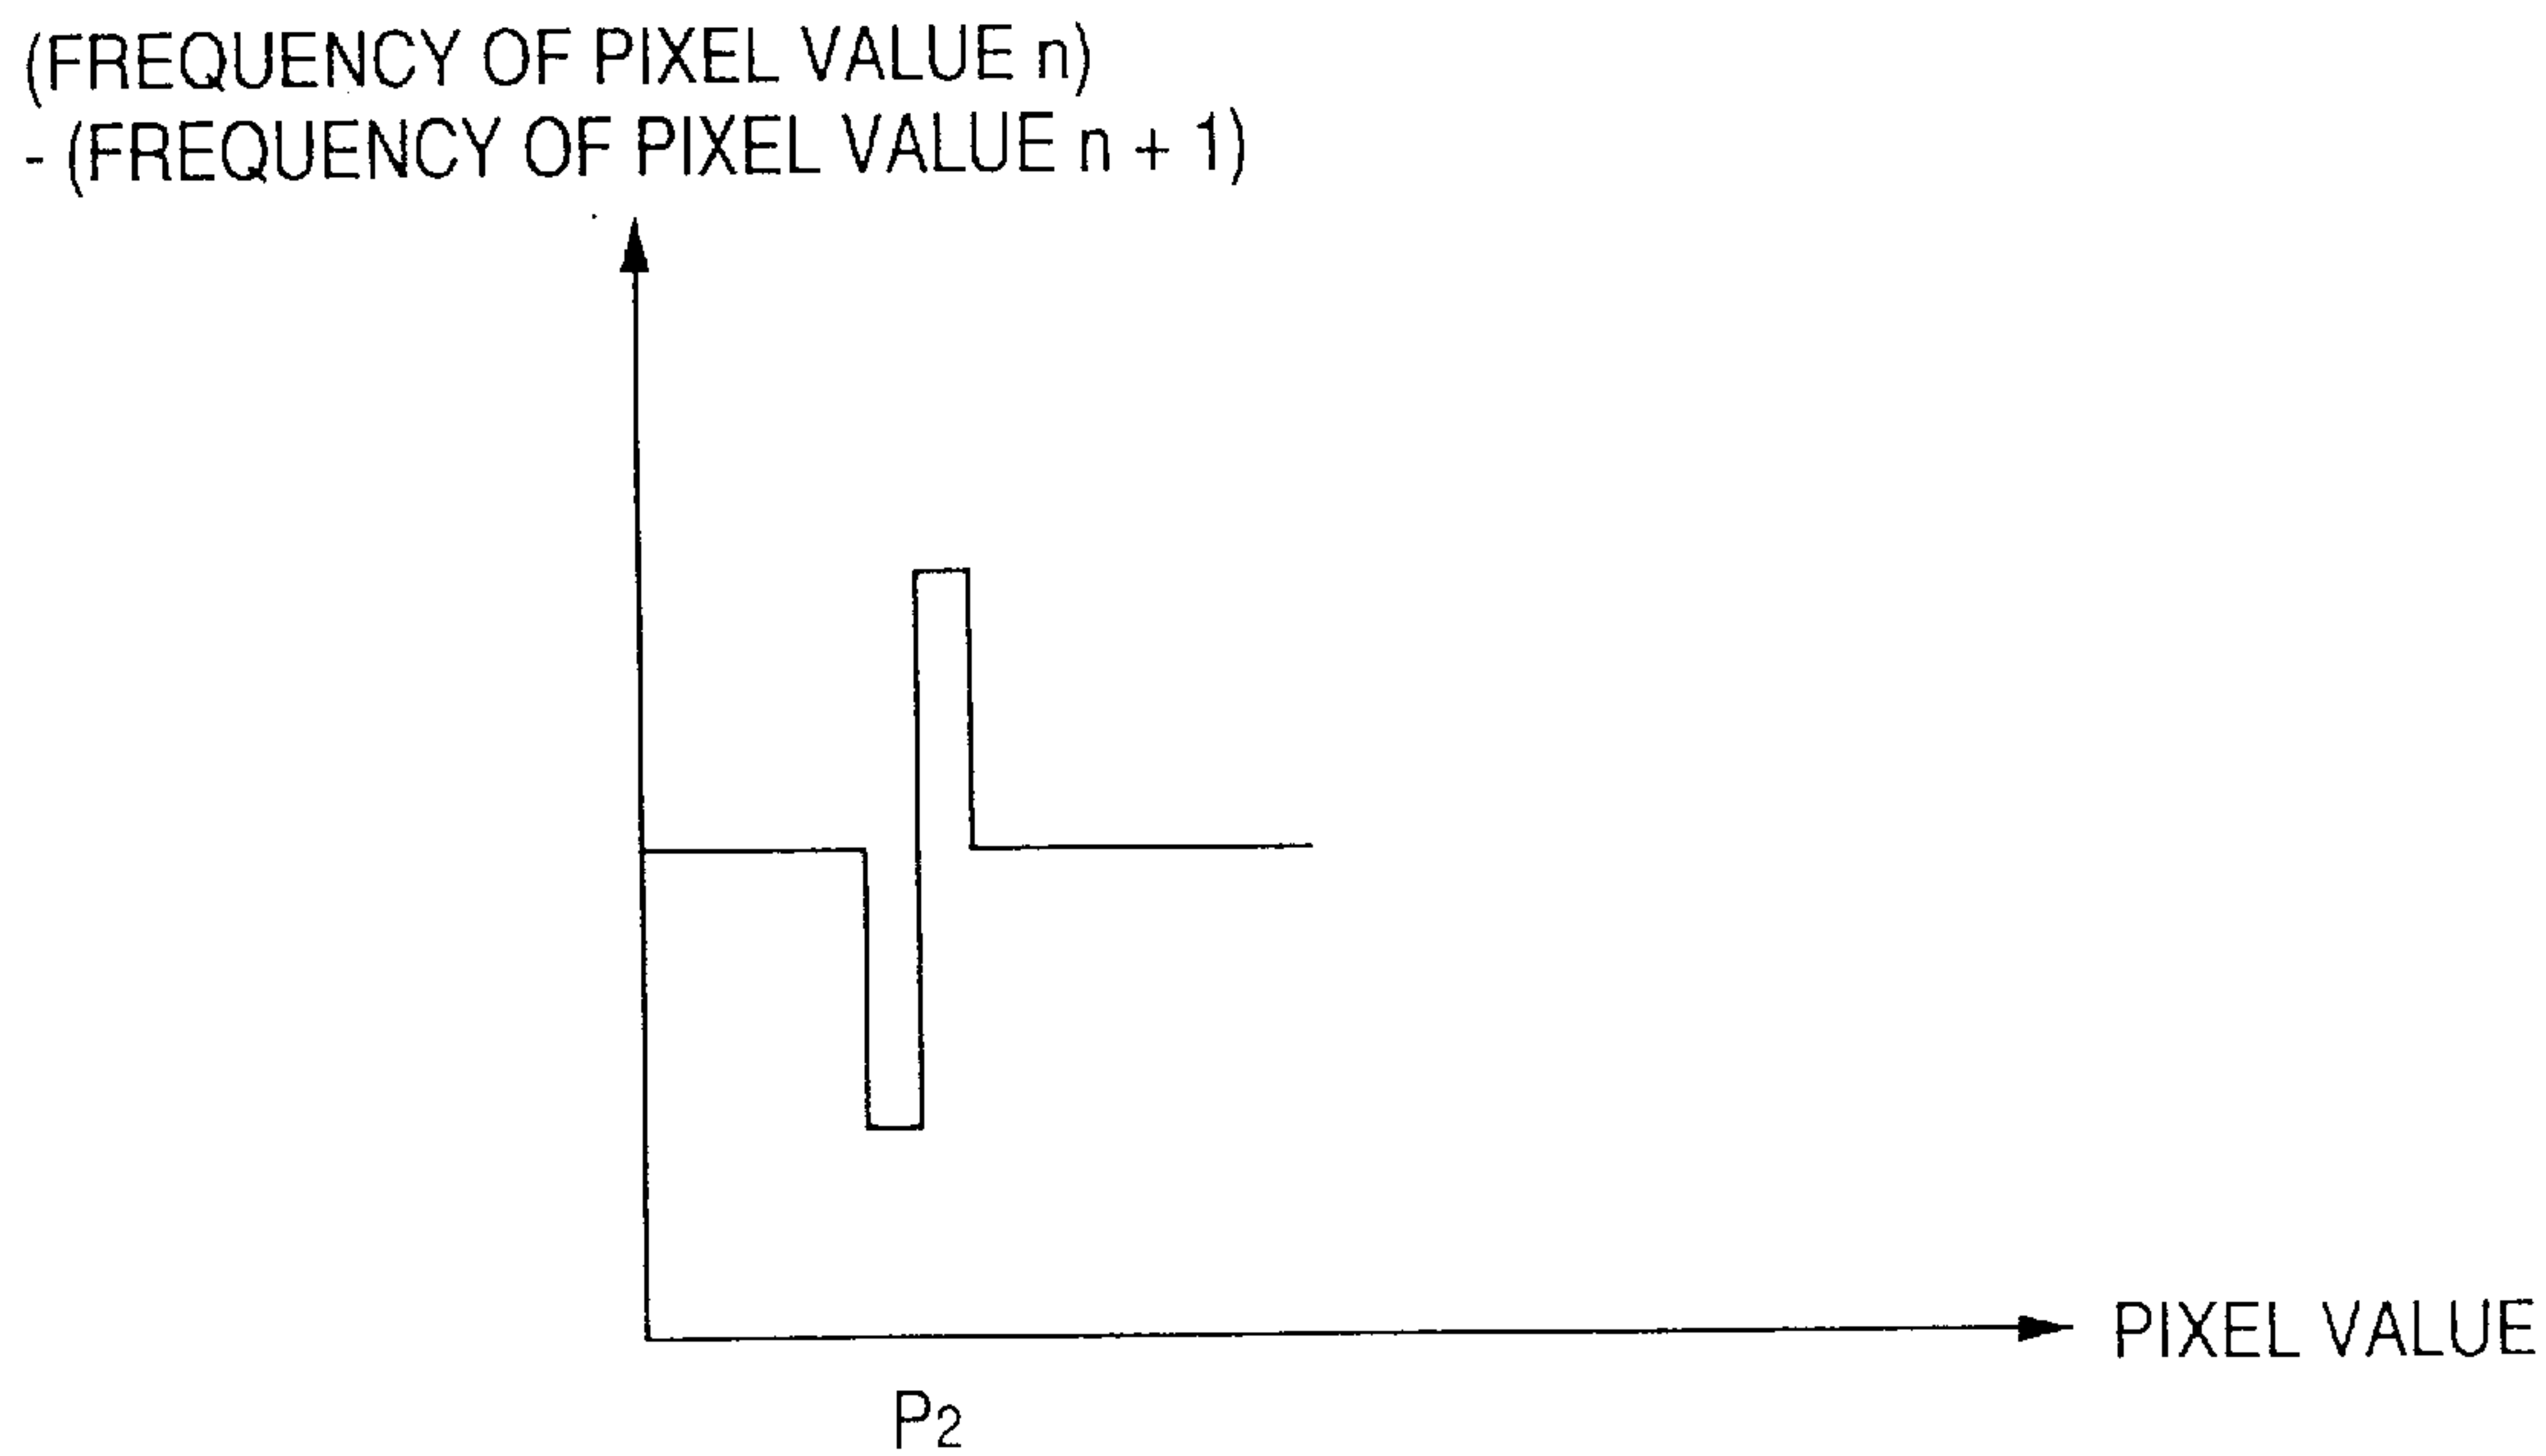 (FREQUENCY OF PIXEL VALUE n)
- (FREQUENCY OF PIXEL VALUE n + 1)
PIXEL VALUE
P2